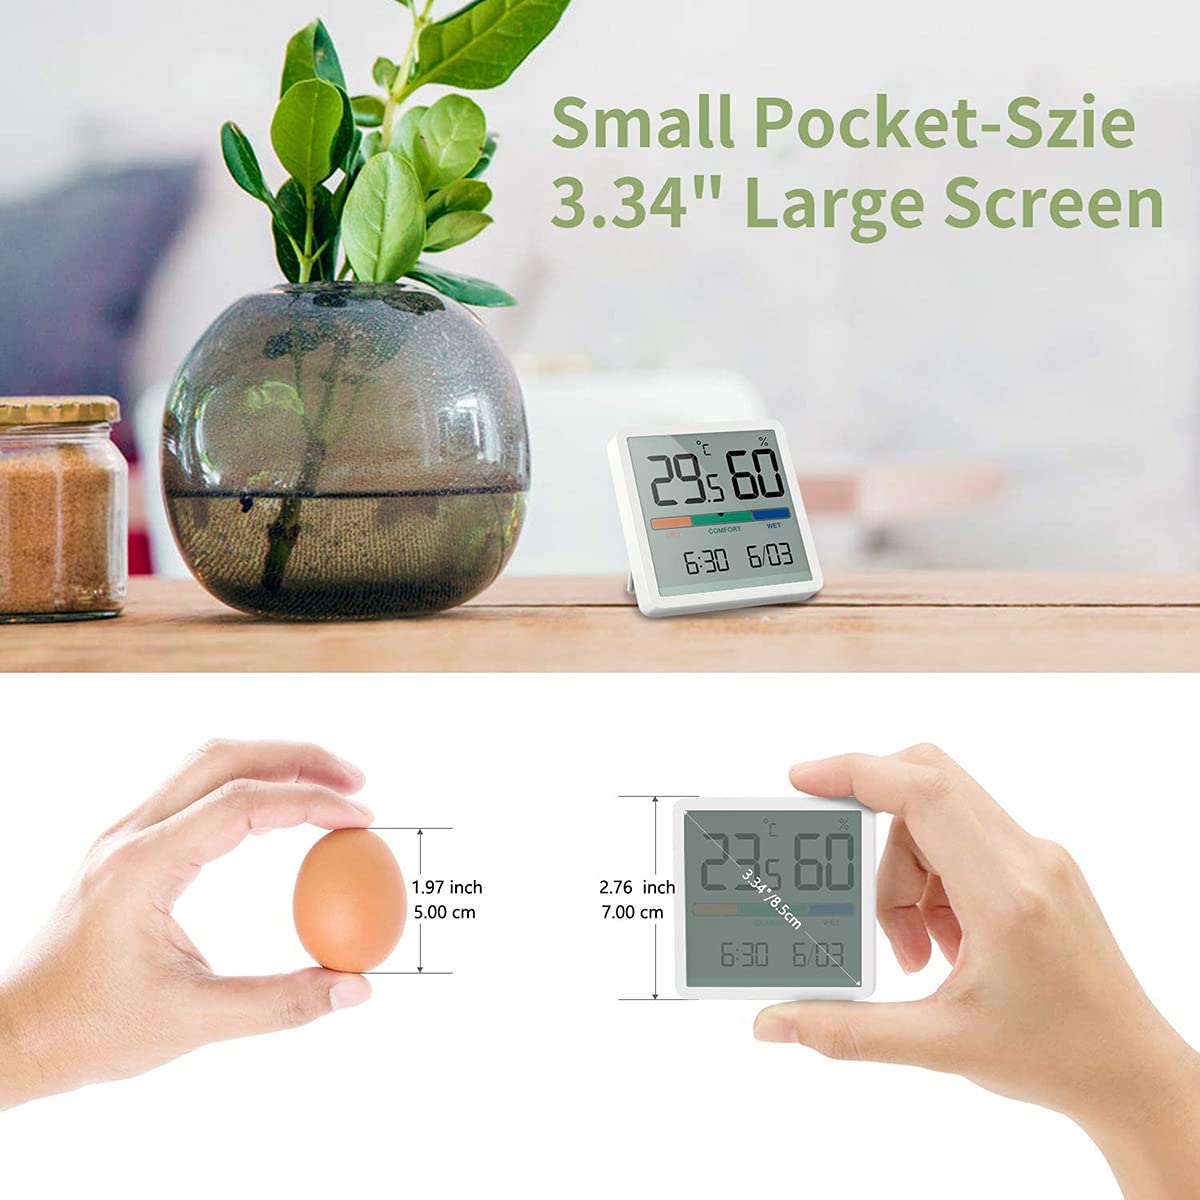 Small Pocket-Szie
3.34" Large Screen
°C %
29.5 60
DRY COMFORT WET
6:30 6/03
1.97 inch
5.00 cm
2.76 inch
7.00 cm
°C %
23.5 60
3.34"/8.5cm
WET
6:30 6/03